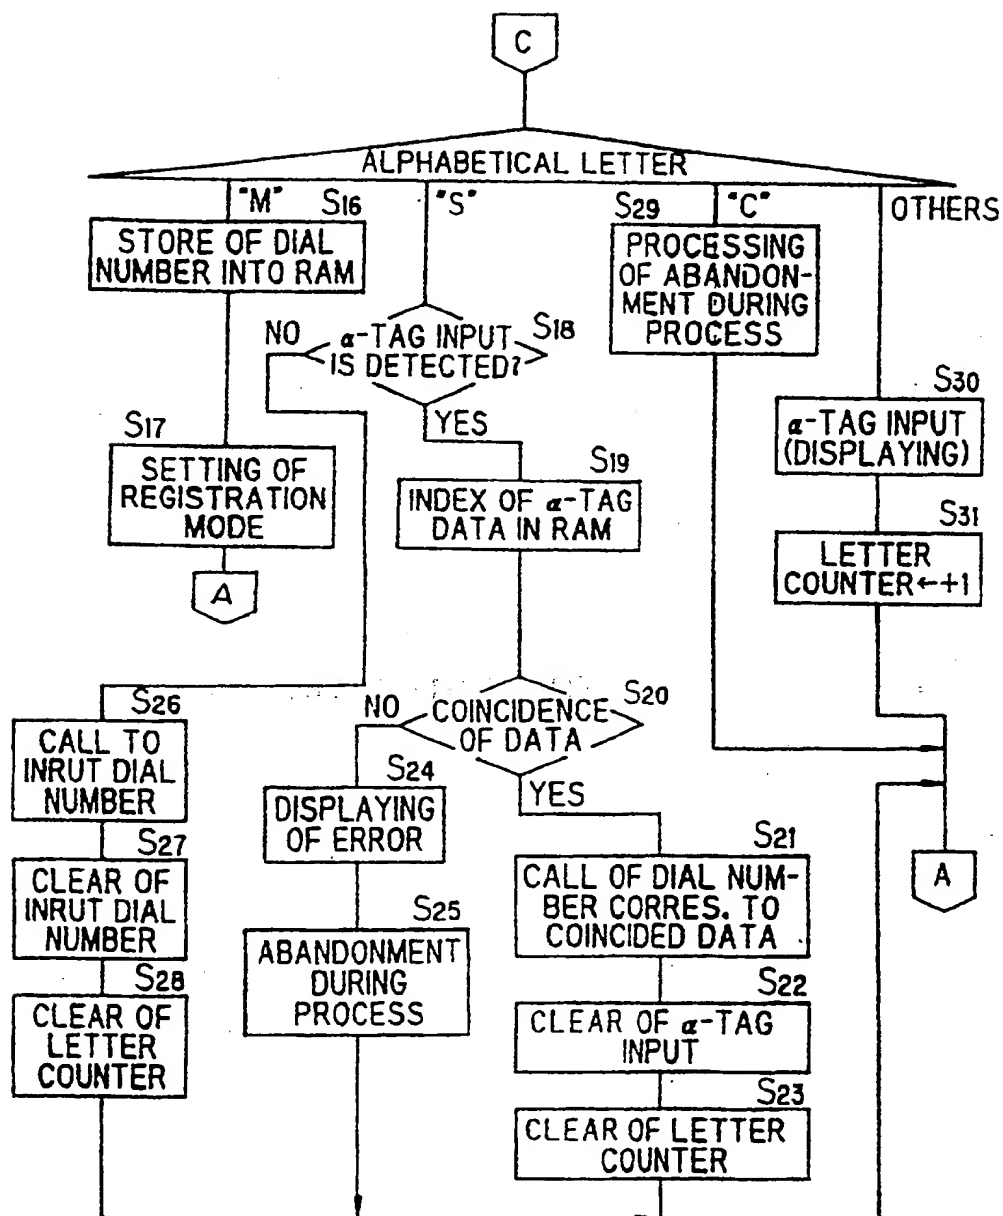 C
ALPHABETICAL LETTER
"M"
S16
STORE OF DIAL
NUMBER INTO RAM
S17
SETTING OF
REGISTRATION
MODE
A
"S"
α-TAG INPUT
IS DETECTED?
S18
NO
YES
S19
INDEX OF α-TAG
DATA IN RAM
COINCIDENCE
OF DATA
S20
NO
YES
S21
CALL OF DIAL NUM-
BER CORRES. TO
COINCIDED DATA
S22
CLEAR OF α-TAG
INPUT
S23
CLEAR OF LETTER
COUNTER
S24
DISPLAYING
OF ERROR
S25
ABANDONMENT
DURING
PROCESS
S26
CALL TO
INRUT DIAL
NUMBER
S27
CLEAR OF
INRUT DIAL
NUMBER
S28
CLEAR OF
LETTER
COUNTER
S29
"C"
PROCESSING
OF ABANDON-
MENT DURING
PROCESS
OTHERS
S30
α-TAG INPUT
(DISPLAYING)
S31
LETTER
COUNTER←+1
A